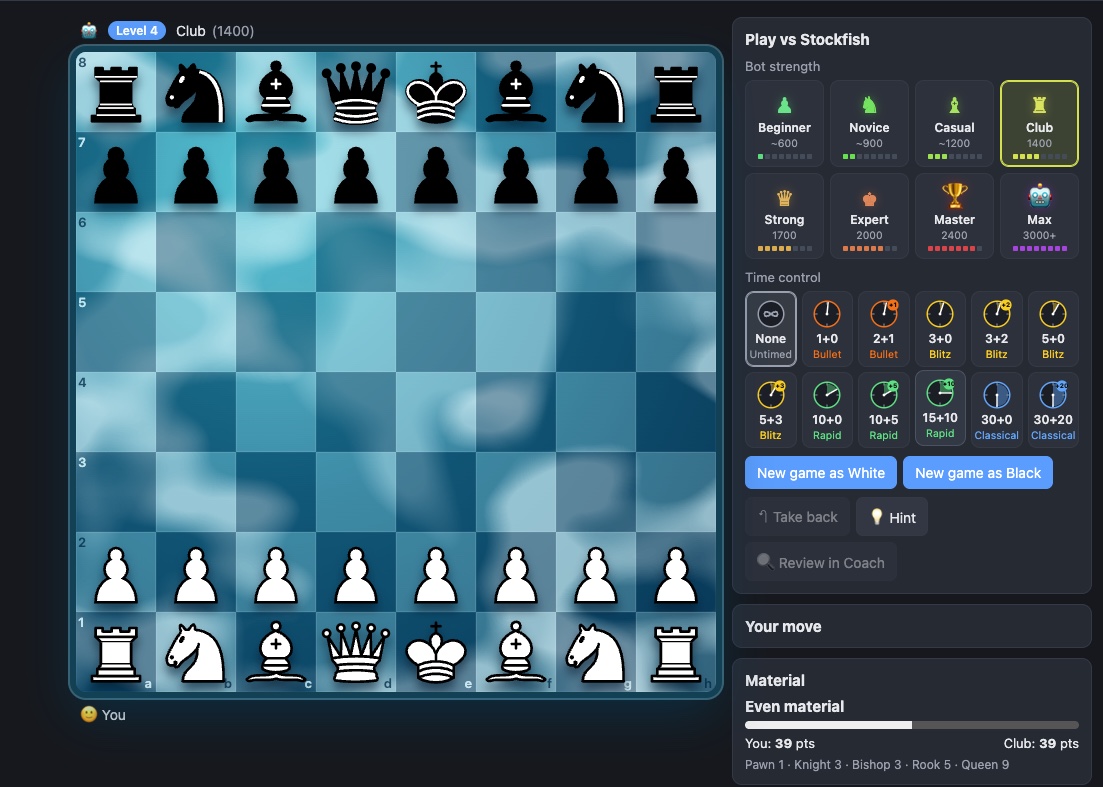 Level 4 Club (1400)
8
7
6
5
4
3
2
1
a b c d e f g h
You
Play vs Stockfish
Bot strength
Beginner Novice Casual Club
~600 ~900 ~1200 1400
Strong Expert Master Max
1700 2000 2400 3000+
Time control
None 1+0 2+1 3+0 3+2 5+0
Untimed Bullet Bullet Blitz Blitz Blitz
5+3 10+0 10+5 15+10 30+0 30+20
Blitz Rapid Rapid Rapid Classical Classical
New game as White New game as Black
Take back Hint
Review in Coach
Your move
Material
Even material
You: 39 pts Club: 39 pts
Pawn 1 · Knight 3 · Bishop 3 · Rook 5 · Queen 9